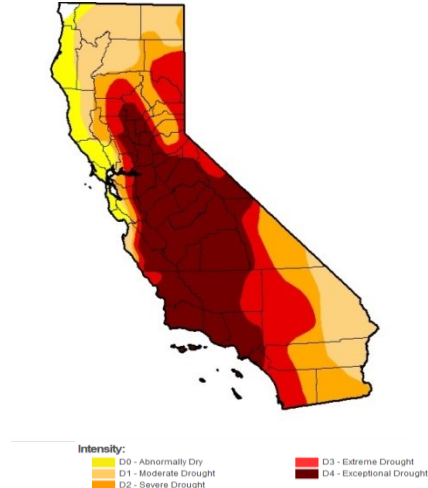 Intensity:
D0 - Abnormally Dry
D1 - Moderate Drought
D2 - Severe Drought
D3 - Extreme Drought
D4 - Exceptional Drought